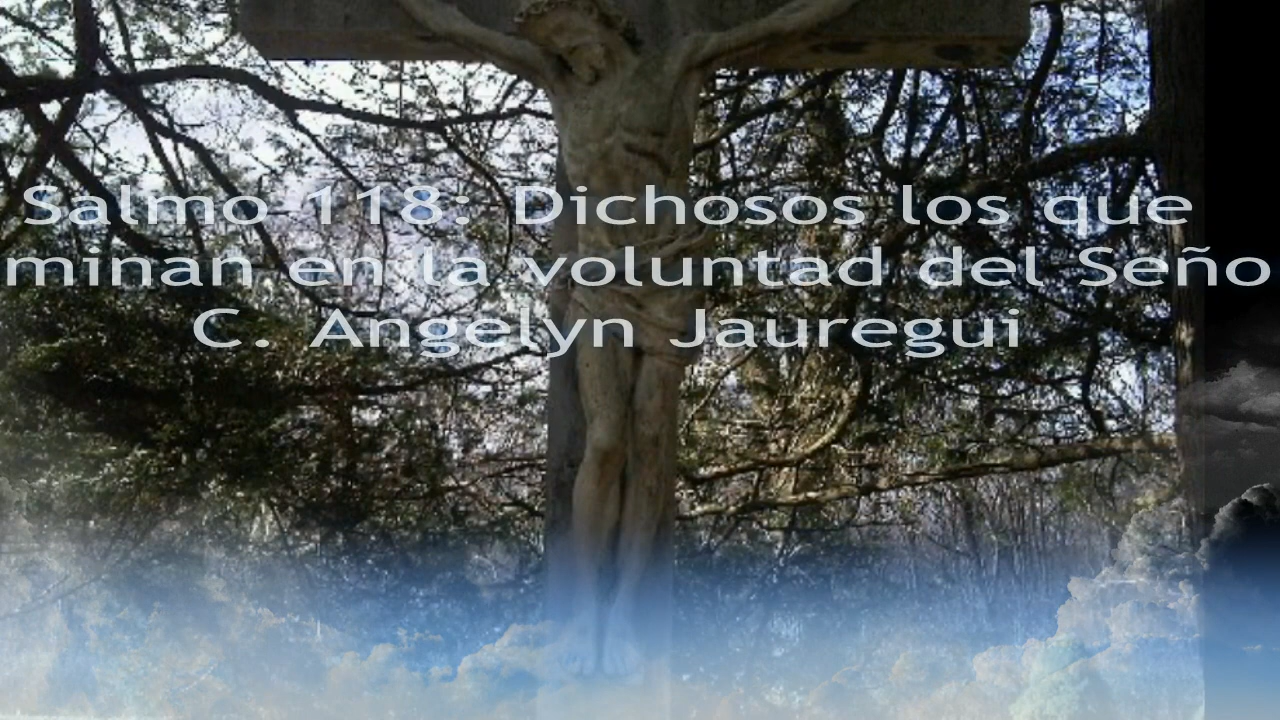 Salmo 118: Dichosos los que
minan en la voluntad del Seño
C. Angelyn Jauregui